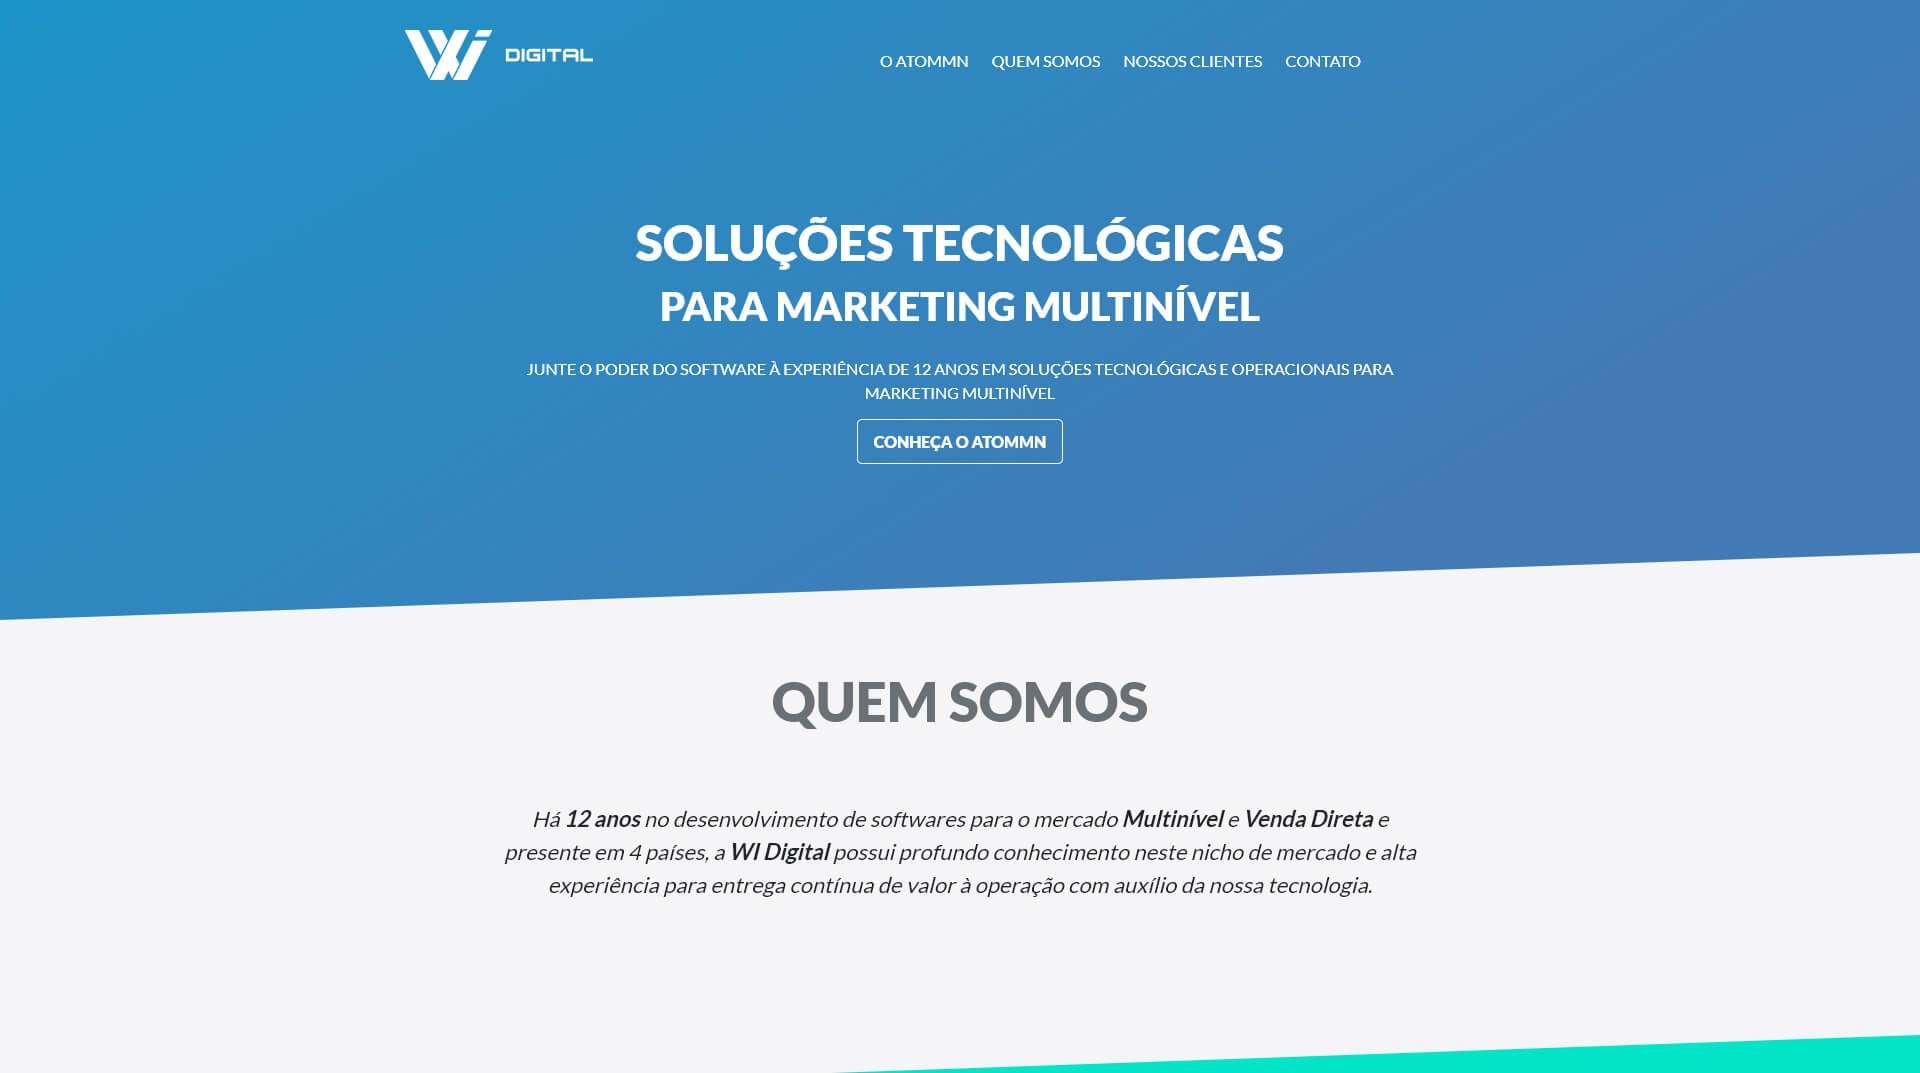 Wi DIGITAL
O ATOMMN QUEM SOMOS NOSSOS CLIENTES CONTATO
SOLUÇÕES TECNOLÓGICAS
PARA MARKETING MULTINÍVEL
JUNTE O PODER DO SOFTWARE À EXPERIÊNCIA DE 12 ANOS EM SOLUÇÕES TECNOLÓGICAS E OPERACIONAIS PARA
MARKETING MULTINÍVEL
CONHEÇA O ATOMMN
QUEM SOMOS
Há 12 anos no desenvolvimento de softwares para o mercado Multinível e Venda Direta e
presente em 4 países, a WI Digital possui profundo conhecimento neste nicho de mercado e alta
experiência para entrega contínua de valor à operação com auxílio da nossa tecnologia.